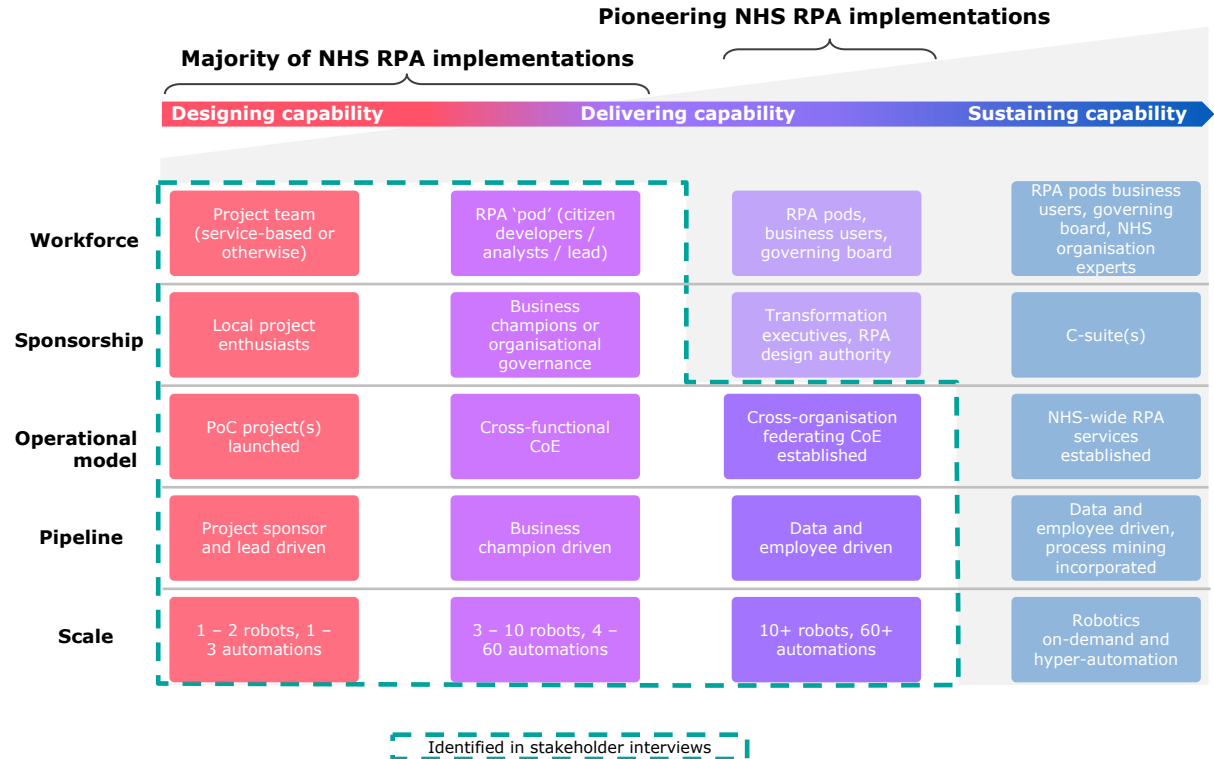 Pioneering NHS RPA implementations
Majority of NHS RPA implementations
Designing capability
Delivering capability
Sustaining capability
Workforce
Project team
(service-based or
otherwise)
RPA ‘pod’ (citizen
developers /
analysts / lead)
RPA pods,
business users,
governing board
RPA pods business
users, governing
board, NHS
organisation
experts
Sponsorship
Local project
enthusiasts
Business
champions or
organisational
governance
Transformation
executives, RPA
design authority
C-suite(s)
Operational
model
PoC project(s)
launched
Cross-functional
CoE
Cross-organisation
federating CoE
established
NHS-wide RPA
services
established
Pipeline
Project sponsor
and lead driven
Business
champion driven
Data and
employee driven
Data and
employee driven,
process mining
incorporated
Scale
1 – 2 robots, 1 –
3 automations
3 – 10 robots, 4 –
60 automations
10+ robots, 60+
automations
Robotics
on-demand and
hyper-automation
Identified in stakeholder interviews